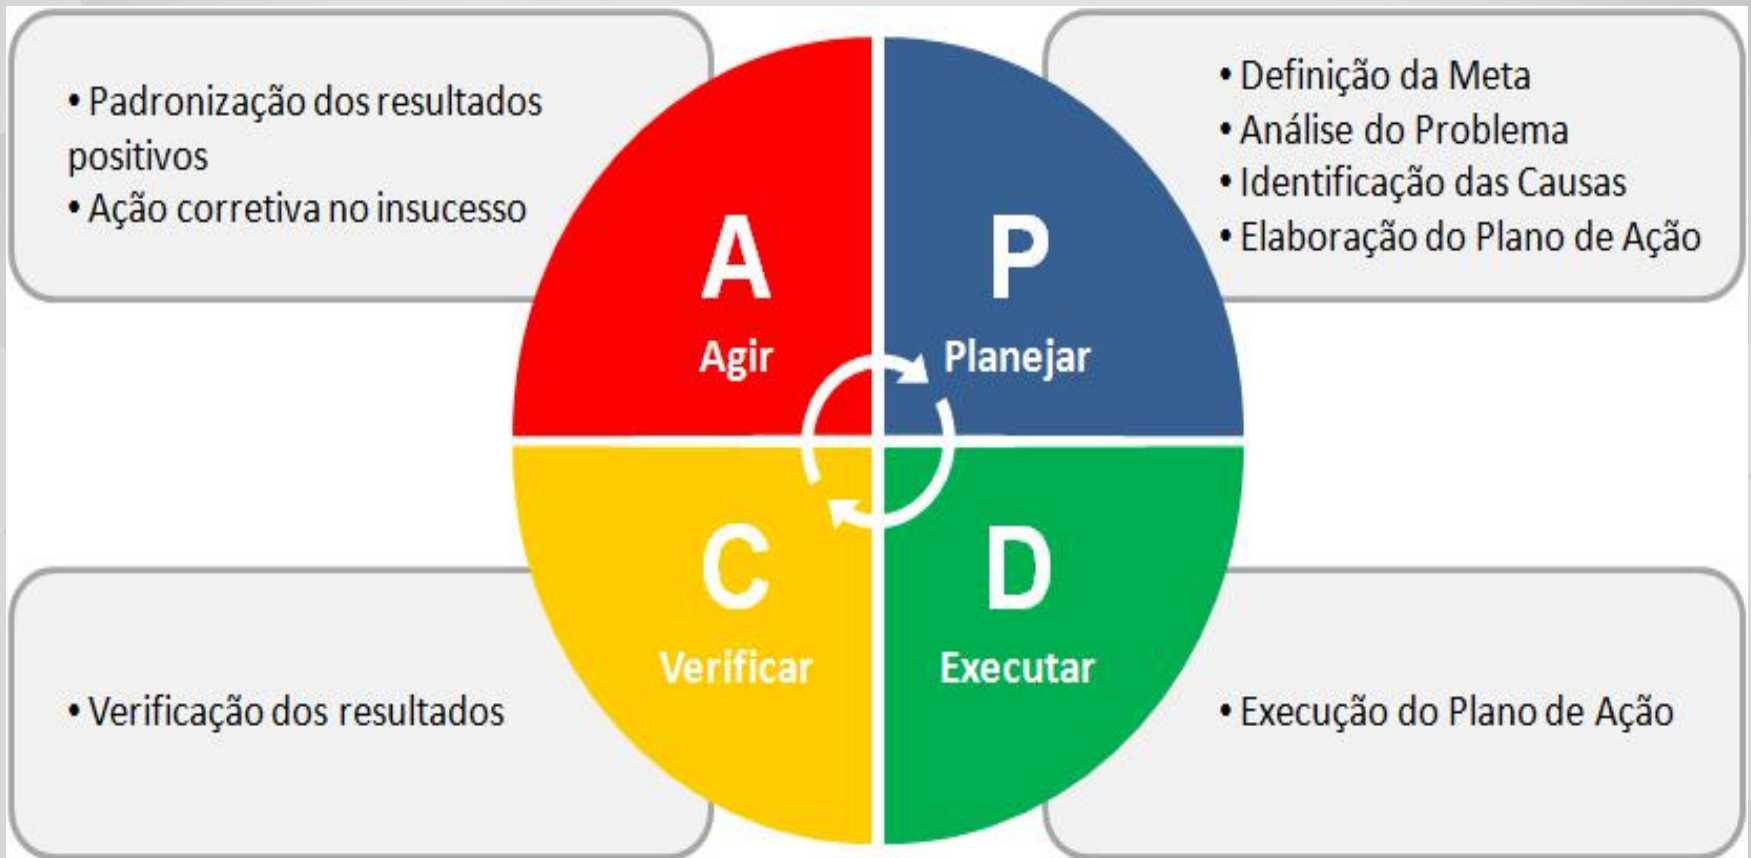 • Padronização dos resultados
positivos
• Ação corretiva no insucesso
A
Agir
P
Planejar
• Definição da Meta
• Análise do Problema
• Identificação das Causas
• Elaboração do Plano de Ação
C
Verificar
• Verificação dos resultados
D
Executar
• Execução do Plano de Ação